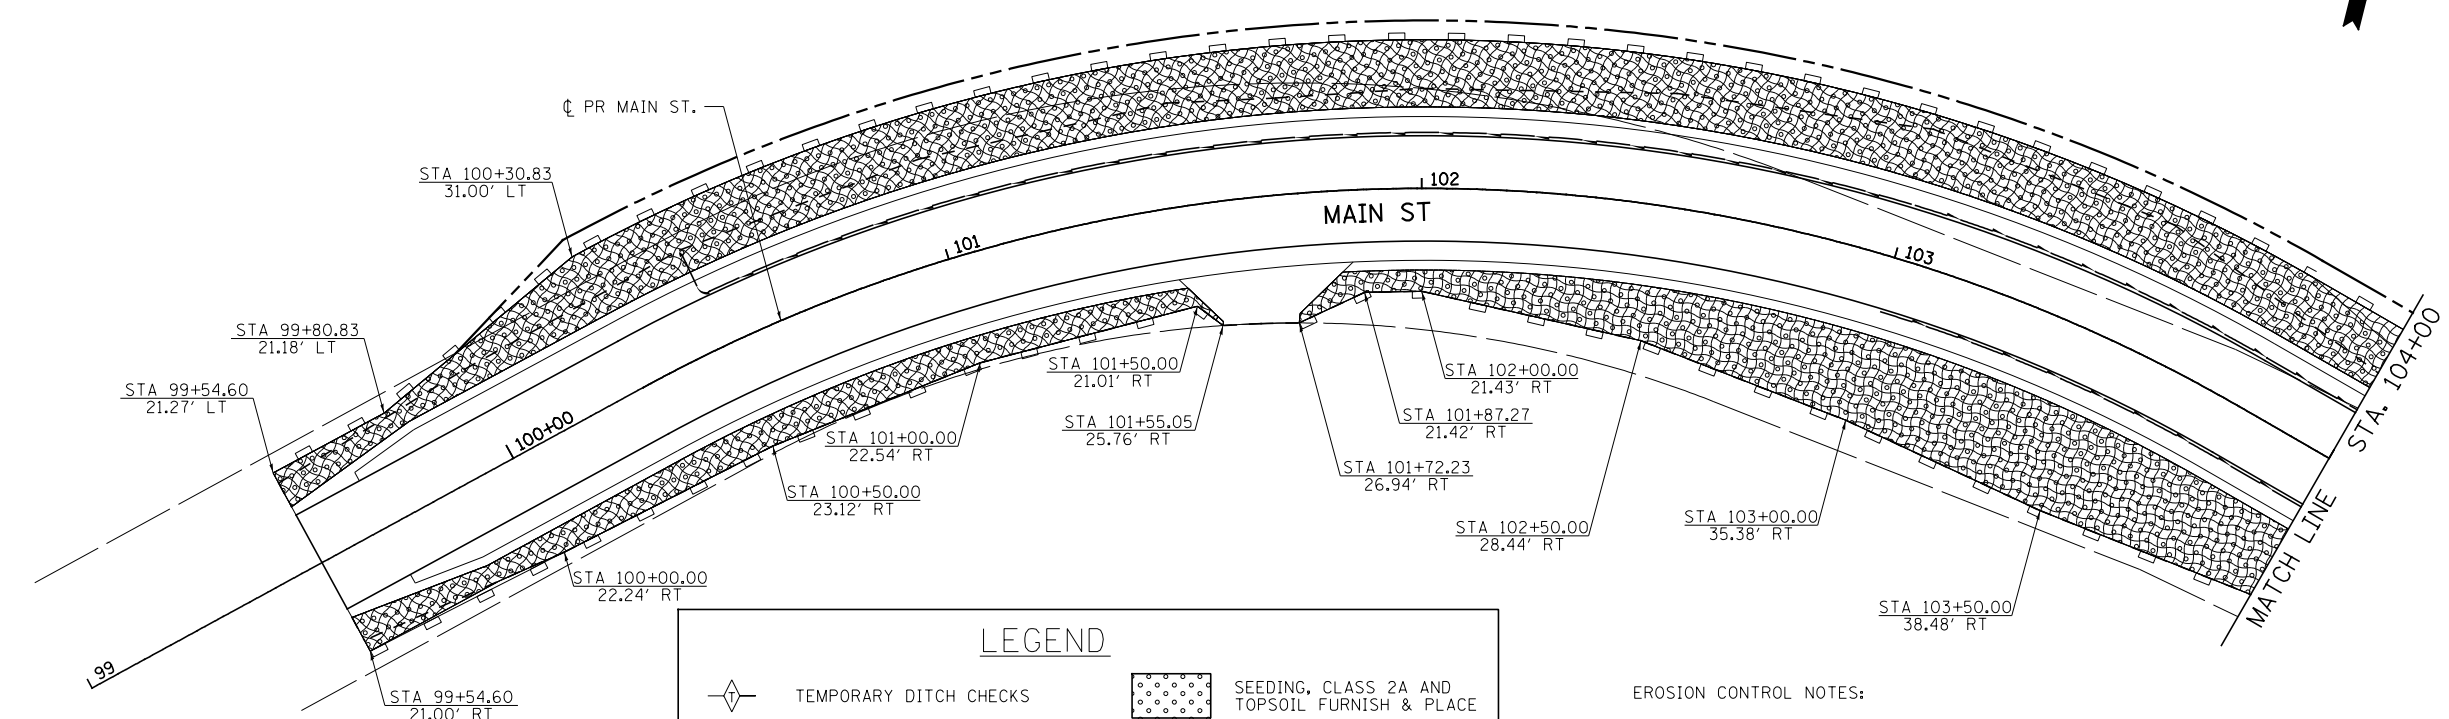 ℄ PR MAIN ST.
STA 100+30.83
31.00' LT
STA 99+80.83
21.18' LT
STA 99+54.60
21.27' LT
99
100+00
101
102
103
MAIN ST
STA 99+54.60
21.00' RT
STA 100+00.00
22.24' RT
STA 100+50.00
23.12' RT
STA 101+00.00
22.54' RT
STA 101+50.00
21.01' RT
STA 101+55.05
25.76' RT
STA 101+72.23
26.94' RT
STA 101+87.27
21.42' RT
STA 102+00.00
21.43' RT
STA 102+50.00
28.44' RT
STA 103+00.00
35.38' RT
STA 103+50.00
38.48' RT
MATCH LINE STA. 104+00
LEGEND
T
TEMPORARY DITCH CHECKS
SEEDING, CLASS 2A AND
TOPSOIL FURNISH & PLACE
EROSION CONTROL NOTES: